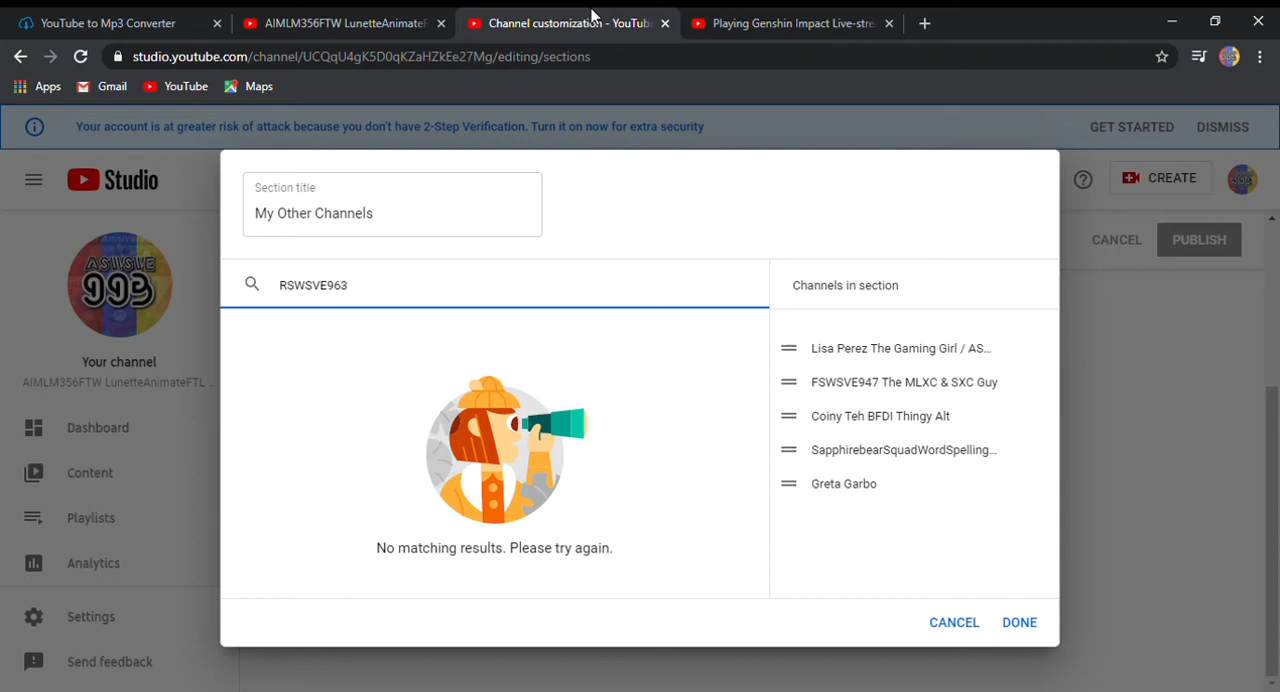 YouTube to Mp3 Converter
AIMLM356FTW LunetteAnimateF
Channel customization - YouTub
Playing Genshin Impact Live-stre
studio.youtube.com/channel/UCQqU4gK5D0qKZaHZkEe27Mg/editing/sections
Apps
Gmail
YouTube
Maps
Your account is at greater risk of attack because you don't have 2-Step Verification. Turn it on now for extra security
GET STARTED
DISMISS
Studio
CREATE
Section title
My Other Channels
CANCEL
PUBLISH
ASWSWE
993
RSWSVE963
Channels in section
No matching results. Please try again.
Lisa Perez The Gaming Girl / AS...
FSWSVE947 The MLXC & SXC Guy
Coiny Teh BFDI Thingy Alt
SapphirebearSquadWordSpelling...
Greta Garbo
Your channel
AIMLM356FTW LunetteAnimateFTL ...
Dashboard
Content
Playlists
Analytics
Settings
Send feedback
CANCEL
DONE